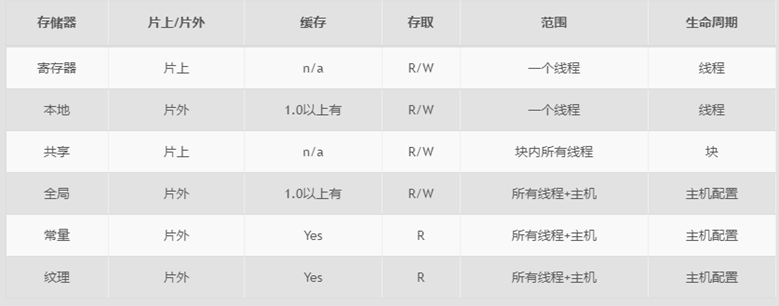 存储器 片上/片外 缓存 存取 范围 生命周期
寄存器 片上 n/a R/W 一个线程 线程
本地 片外 1.0以上有 R/W 一个线程 线程
共享 片上 n/a R/W 块内所有线程 块
全局 片外 1.0以上有 R/W 所有线程+主机 主机配置
常量 片外 Yes R 所有线程+主机 主机配置
纹理 片外 Yes R 所有线程+主机 主机配置